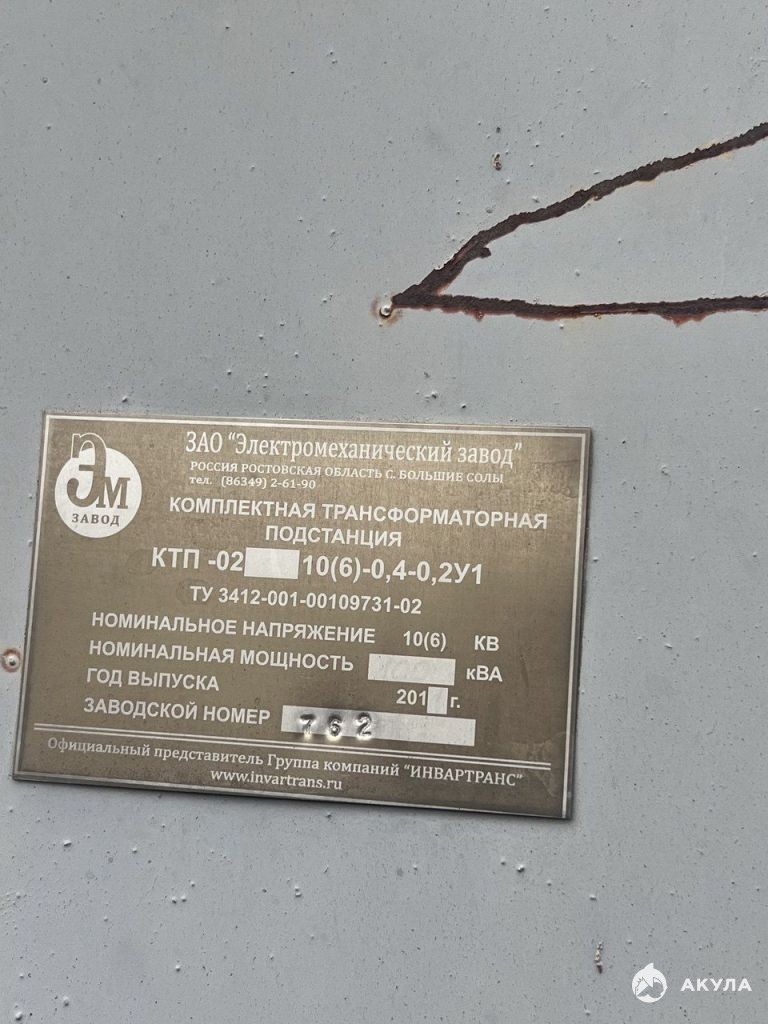 ЭМ
ЗАВОД
ЗАО "Электромеханический завод"
РОССИЯ РОСТОВСКАЯ ОБЛАСТЬ С. БОЛЬШИЕ СОЛЫ
тел. (86349) 2-61-90
КОМПЛЕКТНАЯ ТРАНСФОРМАТОРНАЯ
ПОДСТАНЦИЯ
КТП -02 10(6)-0,4-0,2У1
ТУ 3412-001-00109731-02
НОМИНАЛЬНОЕ НАПРЯЖЕНИЕ 10(6) КВ
НОМИНАЛЬНАЯ МОЩНОСТЬ кВА
ГОД ВЫПУСКА 201 г.
ЗАВОДСКОЙ НОМЕР 762
Официальный представитель Группа компаний "ИНВАРТРАНС"
www.invartrans.ru
АКУЛА